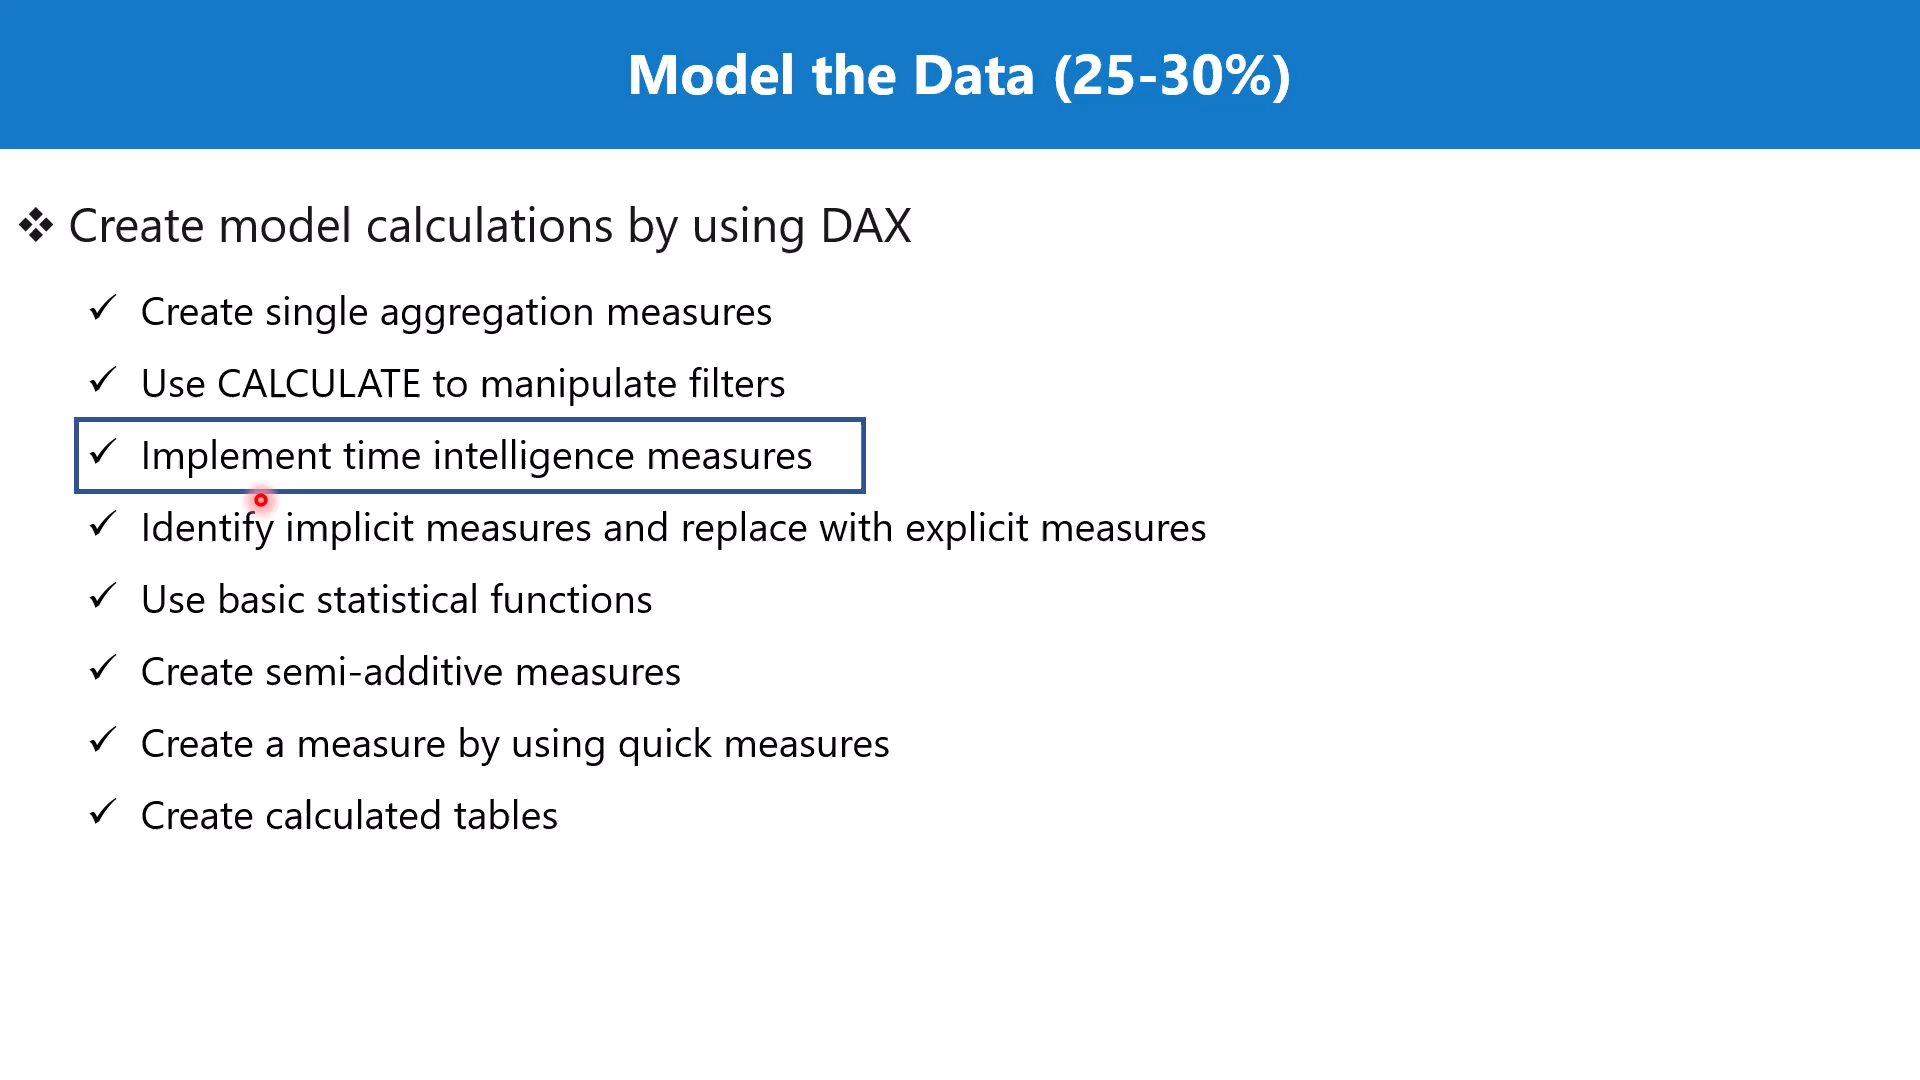 Model the Data (25-30%)
Create model calculations by using DAX
Create single aggregation measures
Use CALCULATE to manipulate filters
Implement time intelligence measures
Identify implicit measures and replace with explicit measures
Use basic statistical functions
Create semi-additive measures
Create a measure by using quick measures
Create calculated tables